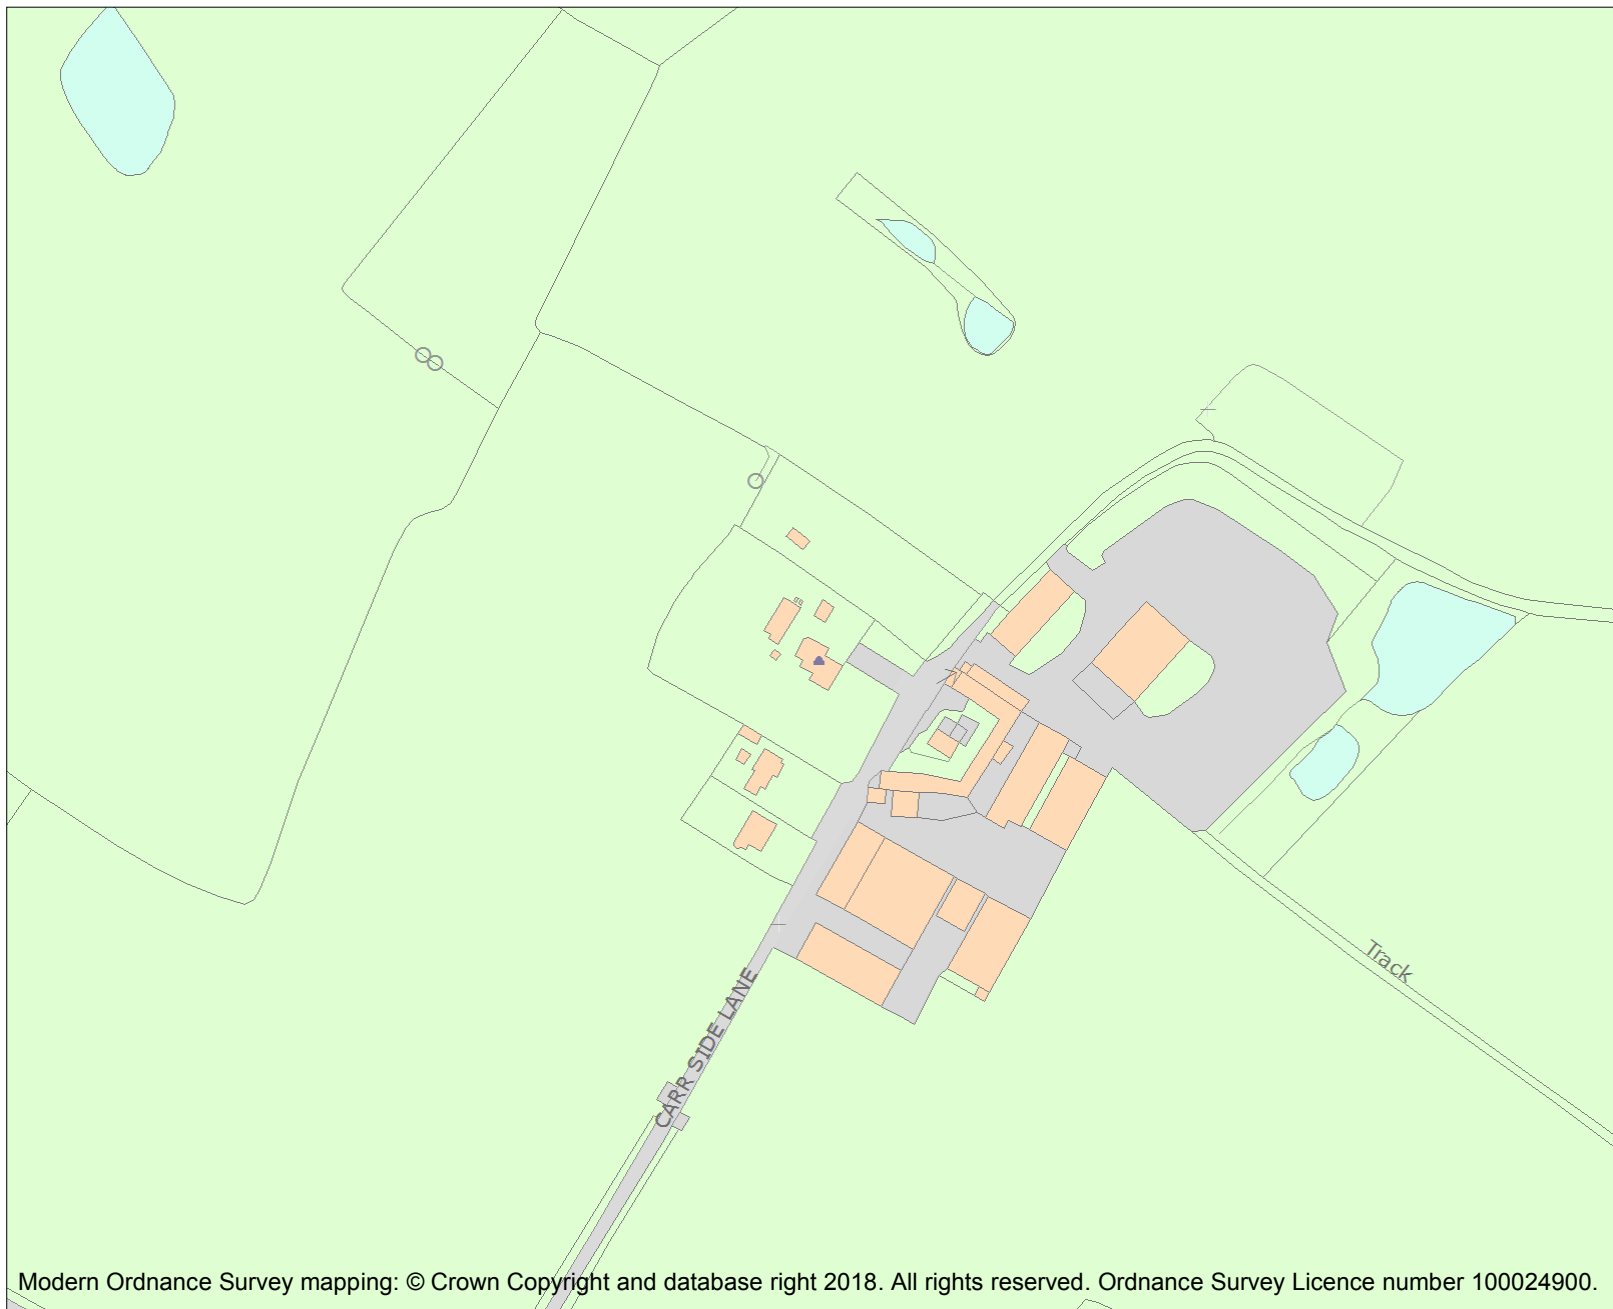 Track
CARR SIDE LANE
Modern Ordnance Survey mapping: © Crown Copyright and database right 2018. All rights reserved. Ordnance Survey Licence number 100024900.